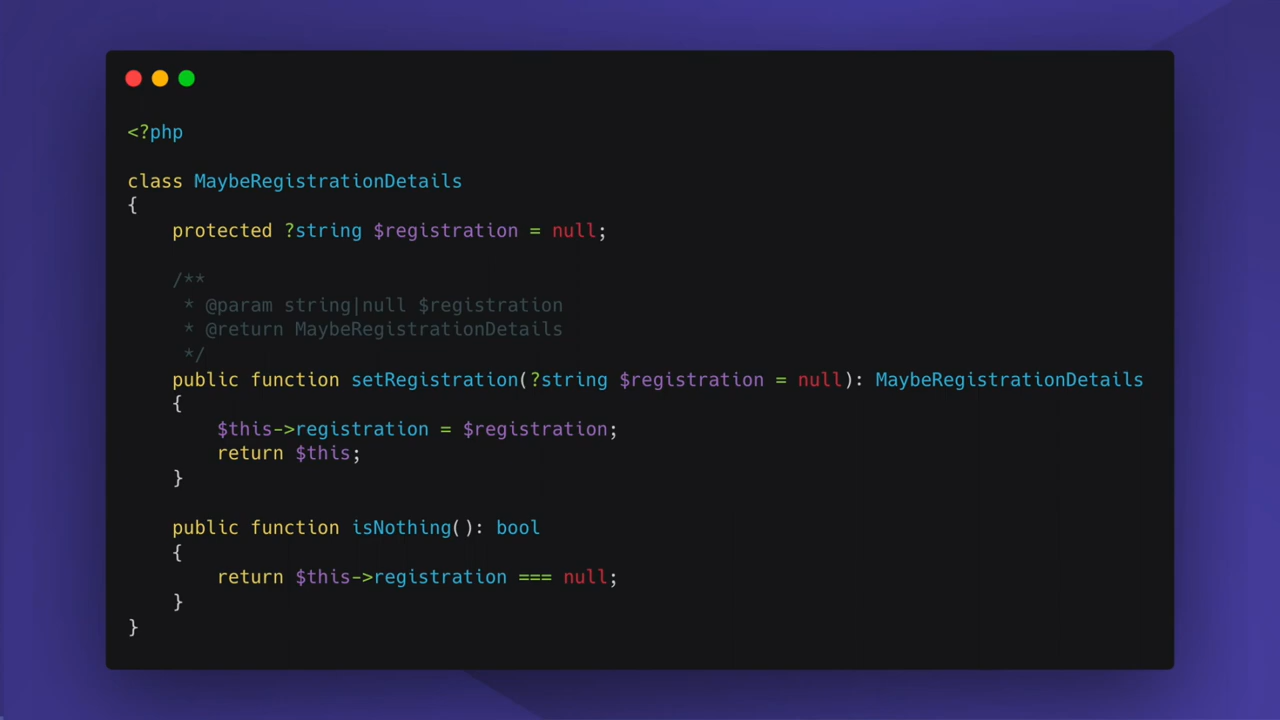 <?php
class MaybeRegistrationDetails
{
    protected ?string $registration = null;
    /**
     * @param string|null $registration
     * @return MaybeRegistrationDetails
     */
    public function setRegistration(?string $registration = null): MaybeRegistrationDetails
    {
        $this->registration = $registration;
        return $this;
    }
    public function isNothing(): bool
    {
        return $this->registration === null;
    }
}